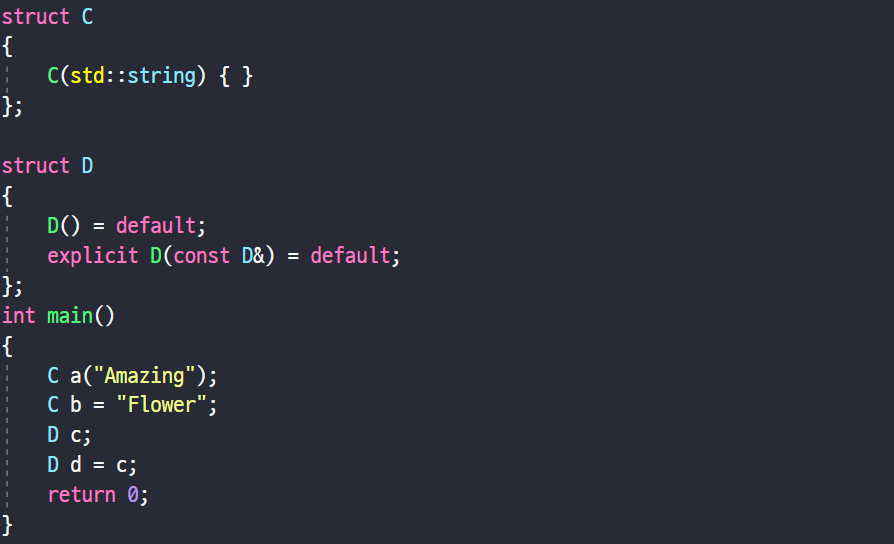 struct C
{
    C(std::string) { }
};

struct D
{
    D() = default;
    explicit D(const D&) = default;
};
int main()
{
    C a("Amazing");
    C b = "Flower";
    D c;
    D d = c;
    return 0;
}